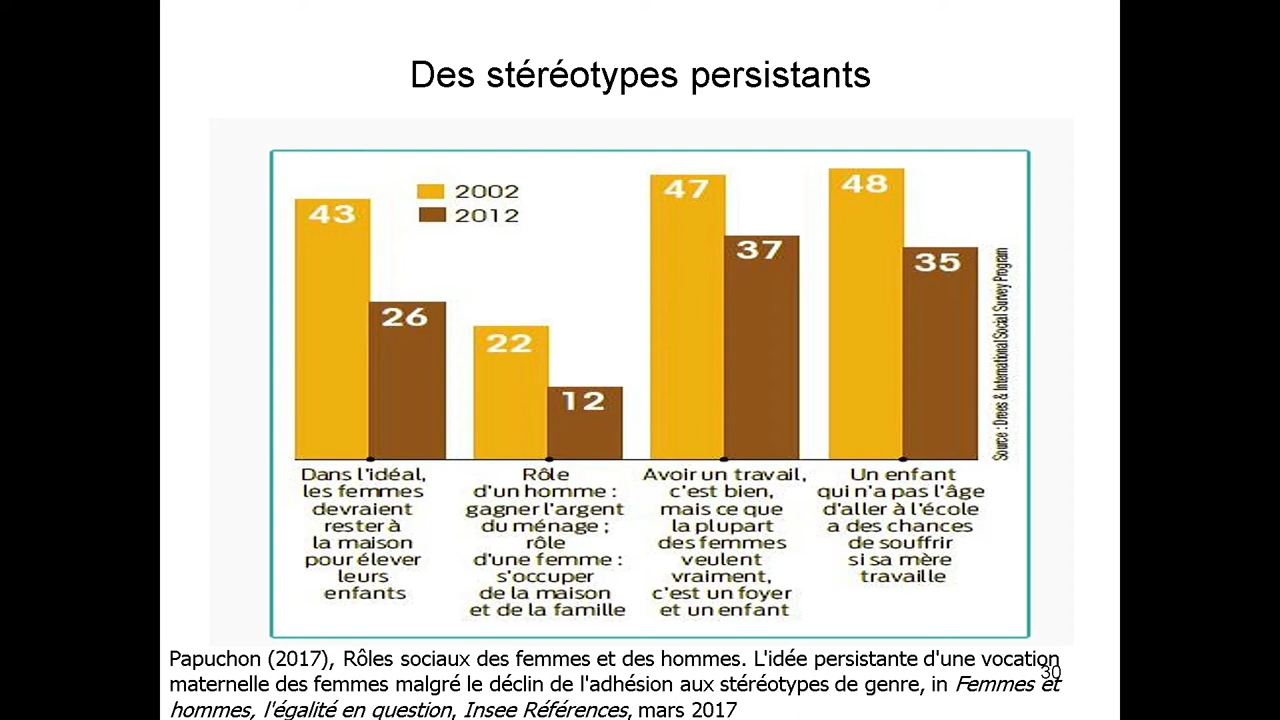 Des stéréotypes persistants
2002
2012
43
26
22
12
47
37
48
35
Dans l'idéal,
les femmes
devraient
rester à
la maison
pour élever
leurs
enfants
Rôle
d'un homme :
gagner l'argent
du ménage ;
rôle
d'une femme :
s'occuper
de la maison
et de la famille
Avoir un travail,
c'est bien,
mais ce que
la plupart
des femmes
veulent
vraiment,
c'est un foyer
et un enfant
Un enfant
qui n'a pas l'âge
d'aller à l'école
a des chances
de souffrir
si sa mère
travaille
Source : Drees & International Social Survey Program
Papuchon (2017), Rôles sociaux des femmes et des hommes. L'idée persistante d'une vocation
maternelle des femmes malgré le déclin de l'adhésion aux stéréotypes de genre, in Femmes et
hommes, l'égalité en question, Insee Références, mars 2017
30